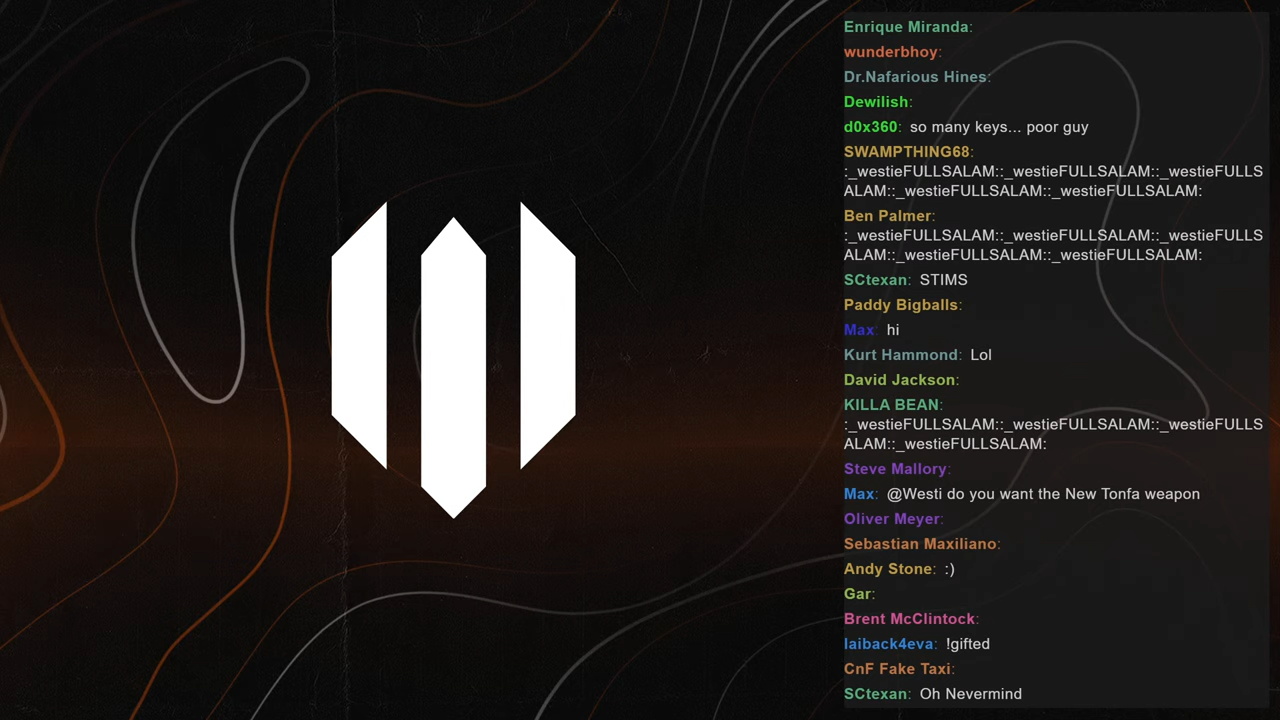 Enrique Miranda:
wunderbhoy:
Dr.Nafarious Hines:
Dewilish:
d0x360: so many keys... poor guy
SWAMPTHING68:
:_westieFULLSALAM::_westieFULLSALAM::_westieFULLS
ALAM::_westieFULLSALAM::_westieFULLSALAM:
Ben Palmer:
:_westieFULLSALAM::_westieFULLSALAM::_westieFULLS
ALAM::_westieFULLSALAM::_westieFULLSALAM:
SCtexan: STIMS
Paddy Bigballs:
Max: hi
Kurt Hammond: Lol
David Jackson:
KILLA BEAN:
:_westieFULLSALAM::_westieFULLSALAM::_westieFULLS
ALAM::_westieFULLSALAM:
Steve Mallory:
Max: @Westi do you want the New Tonfa weapon
Oliver Meyer:
Sebastian Maxiliano:
Andy Stone: :)
Gar:
Brent McClintock:
laiback4eva: !gifted
CnF Fake Taxi:
SCtexan: Oh Nevermind